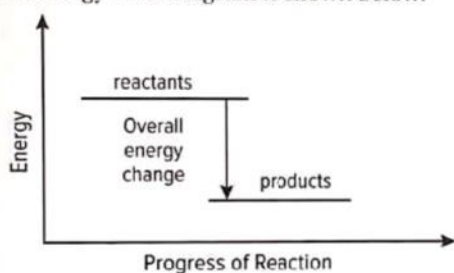 reactants
Overall
energy
change
products
Energy
Progress of Reaction